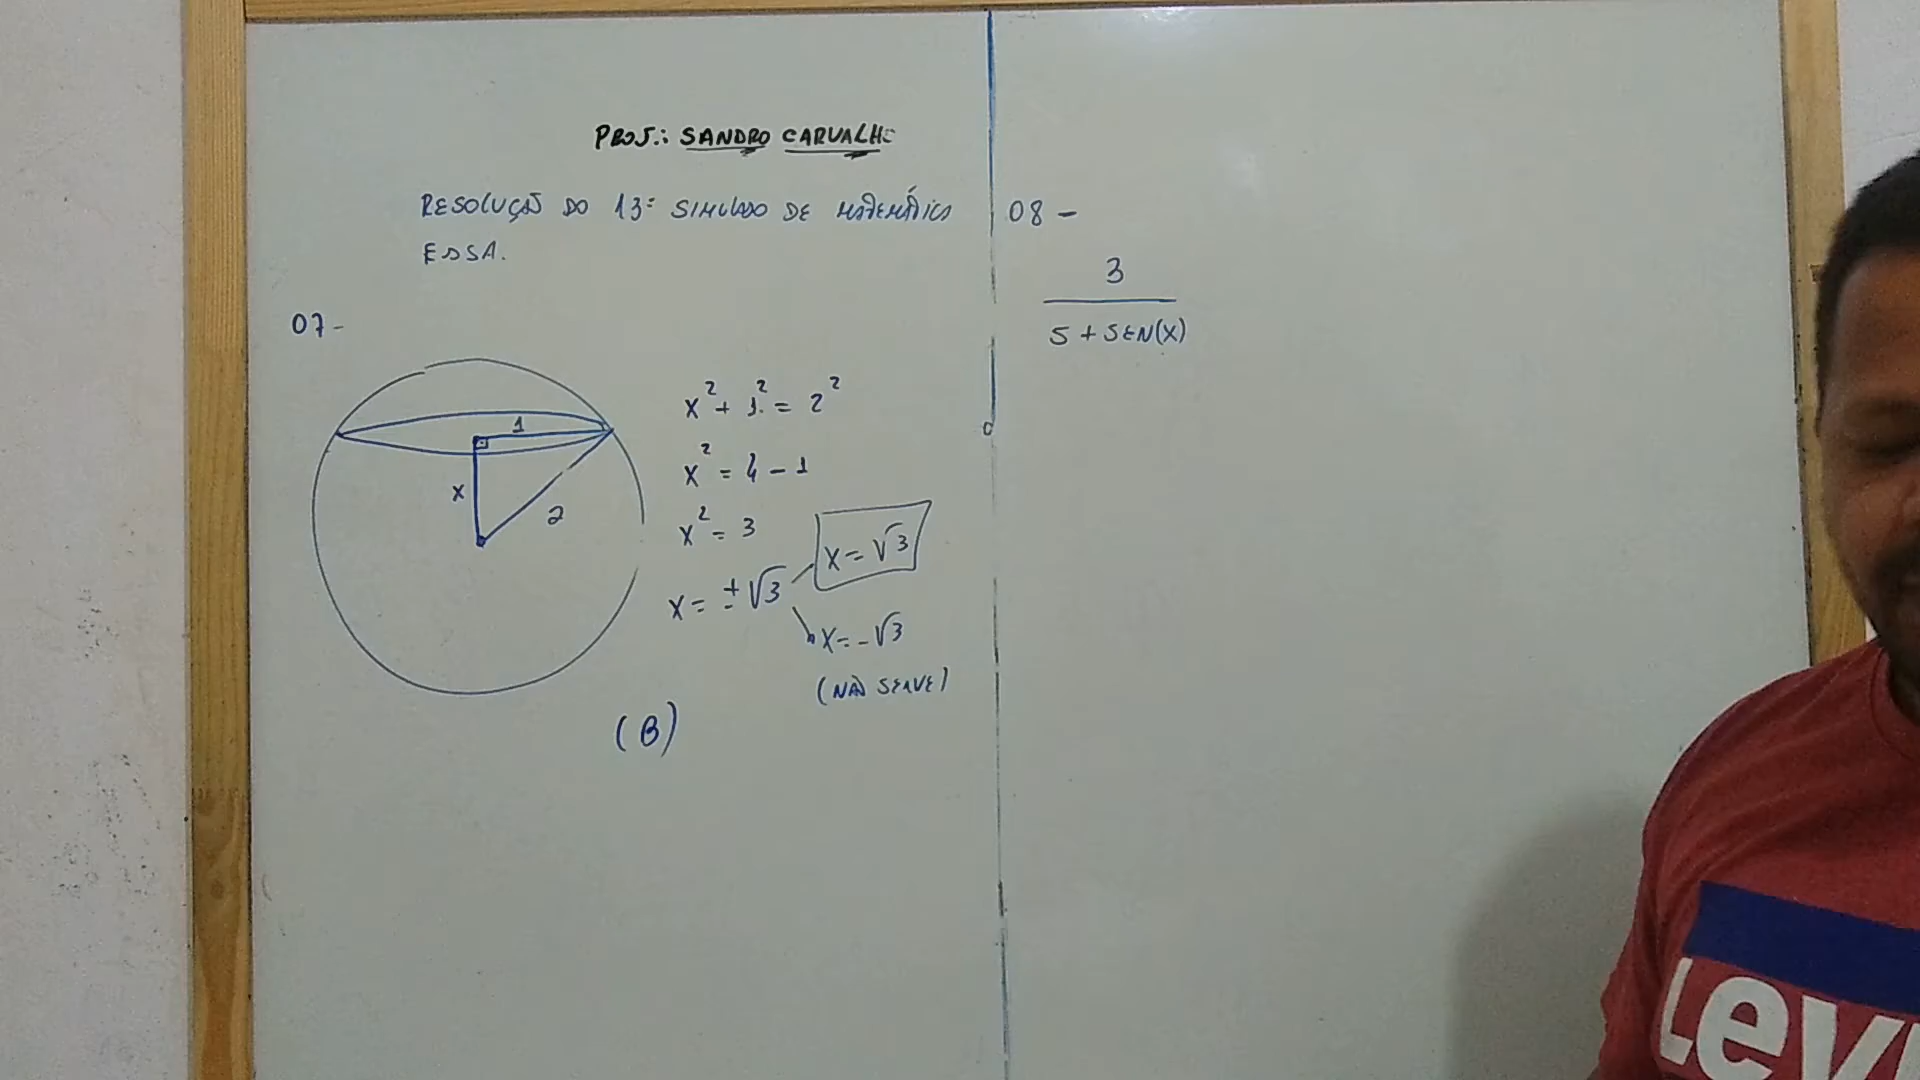 PROF.: SANDRO CARVALHO
RESOLUÇÃO DO 13º SIMULADO DE MATEMÁTICA
ESSA.
07-
1
x
2
x² + 1² = 2²
x² = 4 - 1
x² = 3
x = ± √3
x = √3
x = -√3
(NÃO SERVE)
(B)
08 -
3
5 + SEN(X)